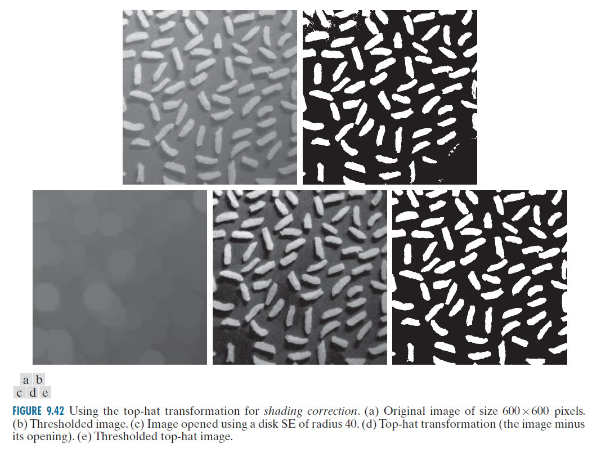 a b
c d e
FIGURE 9.42 Using the top-hat transformation for shading correction. (a) Original image of size 600×600 pixels.
(b) Thresholded image. (c) Image opened using a disk SE of radius 40. (d) Top-hat transformation (the image minus
its opening). (e) Thresholded top-hat image.